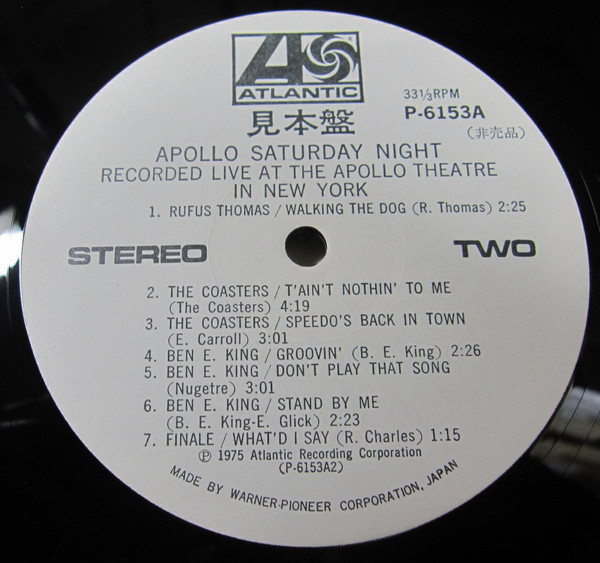 ATLANTIC
見本盤
33⅓RPM
P-6153A
(非売品)
APOLLO SATURDAY NIGHT
RECORDED LIVE AT THE APOLLO THEATRE
IN NEW YORK
1. RUFUS THOMAS / WALKING THE DOG (R. Thomas) 2:25
STEREO
TWO
2. THE COASTERS / T'AIN'T NOTHIN' TO ME
(The Coasters) 4:19
3. THE COASTERS / SPEEDO'S BACK IN TOWN
(E. Carroll) 3:01
4. BEN E. KING / GROOVIN' (B. E. King) 2:26
5. BEN E. KING / DON'T PLAY THAT SONG
(Nugetre) 3:01
6. BEN E. KING / STAND BY ME
(B. E. King-E. Glick) 2:23
7. FINALE / WHAT'D I SAY (R. Charles) 1:15
Ⓟ 1975 Atlantic Recording Corporation
(P-6153A2)
MADE BY WARNER-PIONEER CORPORATION, JAPAN